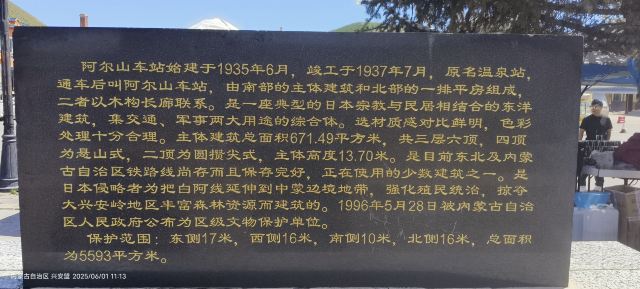 阿尔山车站始建于1935年6月，竣工于1937年7月，原名温泉站，
通车后叫阿尔山车站，由南部的主体建筑和北部的一排平房组成，
二者以木构长廊联系。是一座典型的日本宗教与民居相结合的东洋
建筑，集交通、军事两大用途的综合体。选材质感对比鲜明，色彩
处理十分合理。主体建筑总面积671.49平方米，共三层六顶，四顶
为悬山式，二顶为圆攒尖式，主体高度13.70米。是目前东北及内蒙
古自治区铁路线尚存而且保存完好，正在使用的少数建筑之一。是
日本侵略者为把白阿线延伸到中蒙边境地带，强化殖民统治，掠夺
大兴安岭地区丰富森林资源而建筑的。1996年5月28日被内蒙古自治
区人民政府公布为区级文物保护单位。
保护范围：东侧17米，西侧16米，南侧10米，北侧16米，总面积
为5593平方米。
内蒙古自治区 兴安盟 2025/06/01 11:13